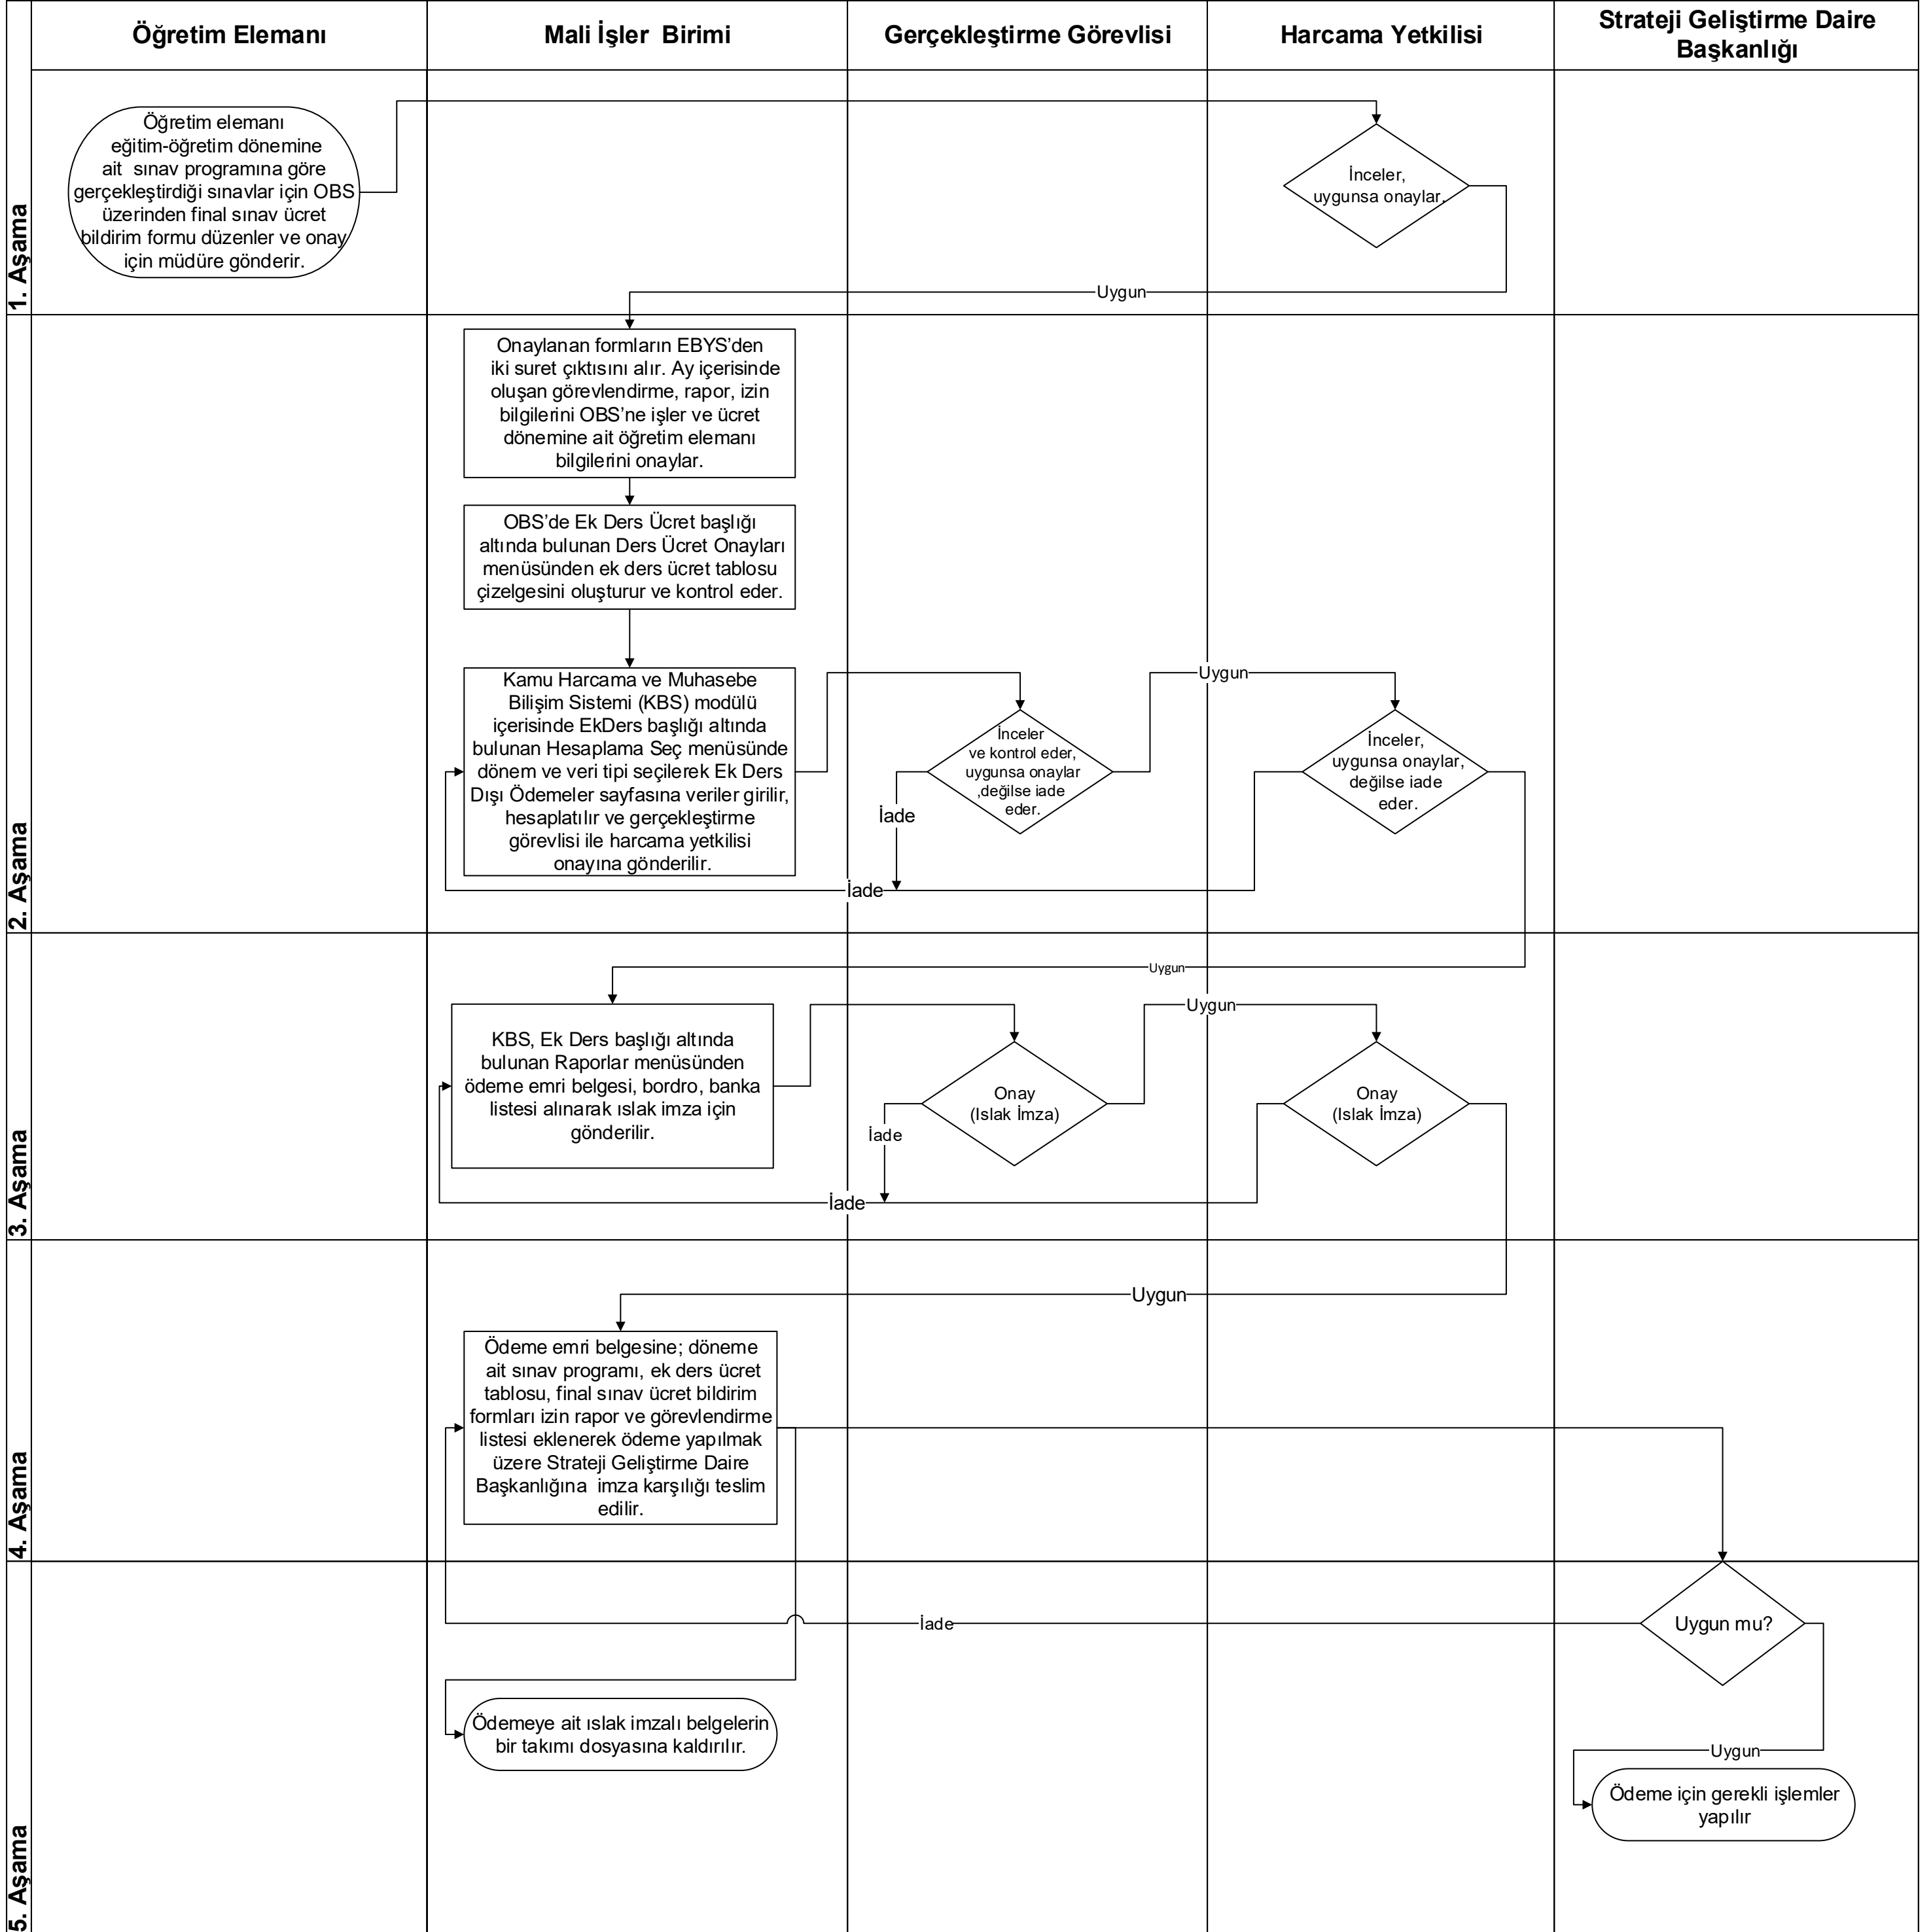 Öğretim Elemanı
Mali İşler Birimi
Gerçekleştirme Görevlisi
Harcama Yetkilisi
Strateji Geliştirme Daire
Başkanlığı
1. Aşama
Öğretim elemanı
eğitim-öğretim dönemine
ait sınav programına göre
gerçekleştirdiği sınavlar için OBS
üzerinden final sınav ücret
bildirim formu düzenler ve onay
için müdüre gönderir.
İnceler,
uygunsa onaylar.
Uygun
2. Aşama
Onaylanan formların EBYS’den
iki suret çıktısını alır. Ay içerisinde
oluşan görevlendirme, rapor, izin
bilgilerini OBS’ne işler ve ücret
dönemine ait öğretim elemanı
bilgilerini onaylar.
OBS’de Ek Ders Ücret başlığı
altında bulunan Ders Ücret Onayları
menüsünden ek ders ücret tablosu
çizelgesini oluşturur ve kontrol eder.
Kamu Harcama ve Muhasebe
Bilişim Sistemi (KBS) modülü
içerisinde EkDers başlığı altında
bulunan Hesaplama Seç menüsünde
dönem ve veri tipi seçilerek Ek Ders
Dışı Ödemeler sayfasına veriler girilir,
hesaplatılır ve gerçekleştirme
görevlisi ile harcama yetkilisi
onayına gönderilir.
İnceler
ve kontrol eder,
uygunsa onaylar
,değilse iade
eder.
Uygun
İnceler,
uygunsa onaylar,
değilse iade
eder.
İade
İade
3. Aşama
Uygun
KBS, Ek Ders başlığı altında
bulunan Raporlar menüsünden
ödeme emri belgesi, bordro, banka
listesi alınarak ıslak imza için
gönderilir.
Onay
(Islak İmza)
Uygun
Onay
(Islak İmza)
İade
İade
4. Aşama
Uygun
Ödeme emri belgesine; döneme
ait sınav programı, ek ders ücret
tablosu, final sınav ücret bildirim
formları izin rapor ve görevlendirme
listesi eklenerek ödeme yapılmak
üzere Strateji Geliştirme Daire
Başkanlığına imza karşılığı teslim
edilir.
5. Aşama
İade
Uygun mu?
Ödemeye ait ıslak imzalı belgelerin
bir takımı dosyasına kaldırılır.
Uygun
Ödeme için gerekli işlemler
yapılır